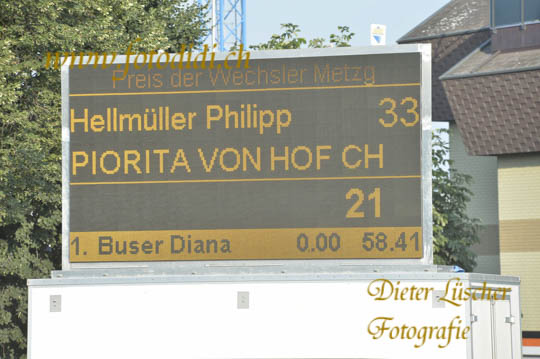 www.fotodidi.ch
Preis der Wechsler Metzg
Hellmüller Philipp 33
PIORITA VON HOF CH
21
1. Buser Diana 0.00 58.41
Dieter Lüscher
Fotografie